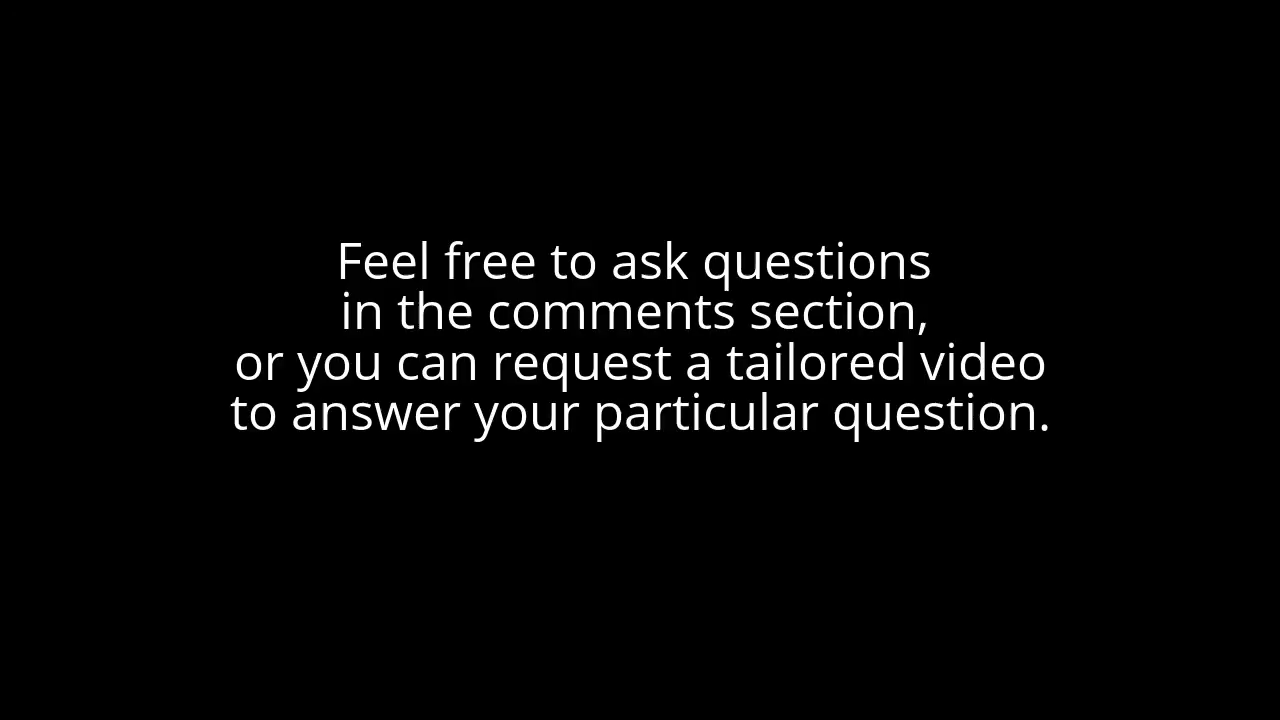 Feel free to ask questions
in the comments section,
or you can request a tailored video
to answer your particular question.